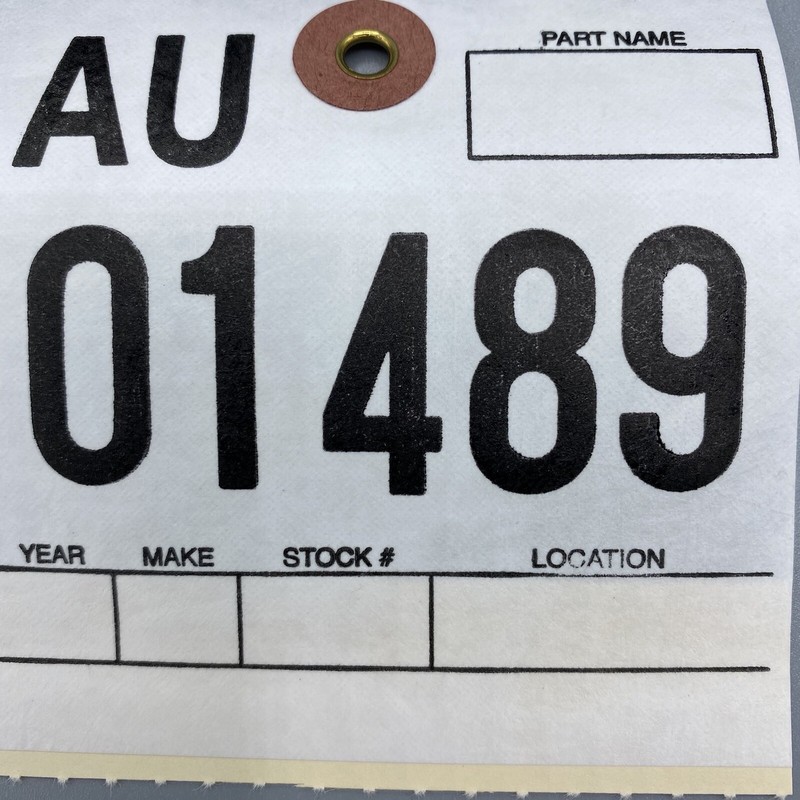 AU
PART NAME
01489
YEAR MAKE STOCK # LOCATION